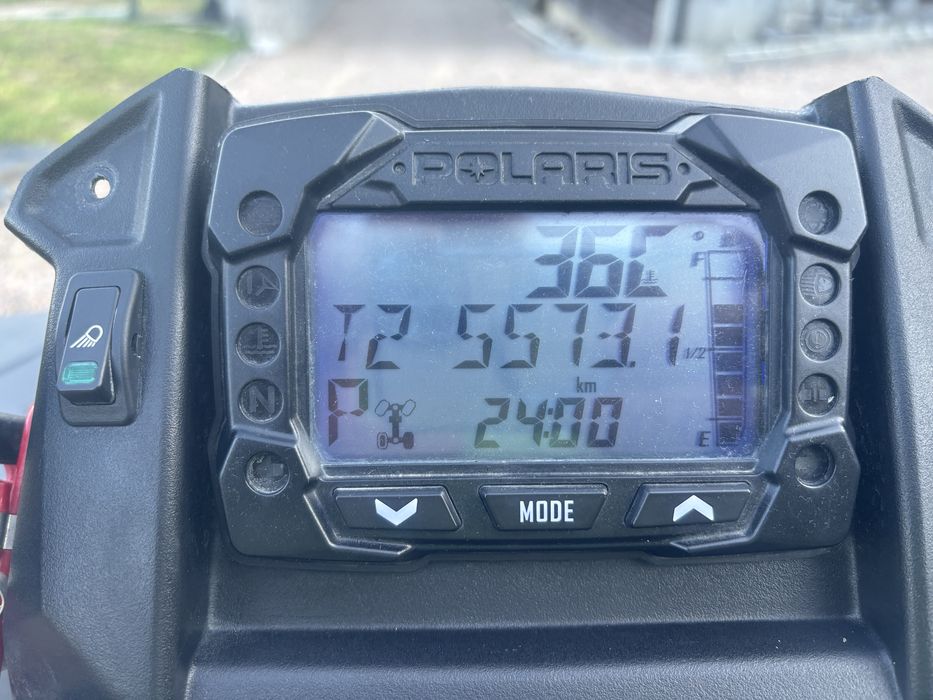 POLARIS
36C
F
T2 5573.1
1/2
km
P 24:00
E
N
MODE